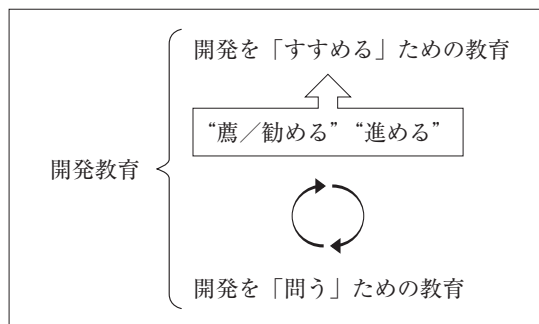 開発を「すすめる」ための教育
“薦／勧める” “進める”
開発教育
開発を「問う」ための教育